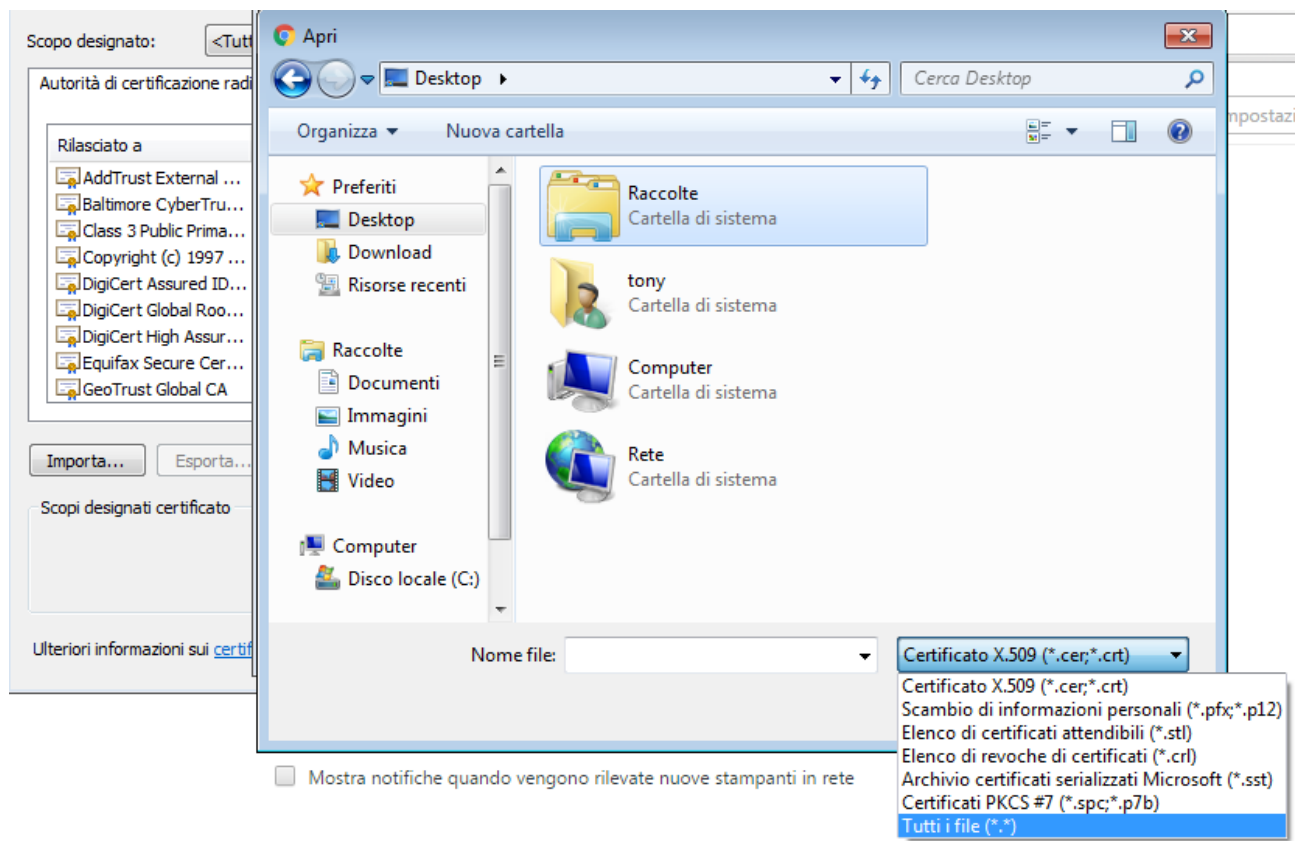 Scopo designato:
<Tutt
Autorità di certificazione radi
Rilasciato a
AddTrust External ...
Baltimore CyberTru...
Class 3 Public Prima...
Copyright (c) 1997 ...
DigiCert Assured ID...
DigiCert Global Roo...
DigiCert High Assur...
Equifax Secure Cer...
GeoTrust Global CA
Importa...
Esporta...
Scopi designati certificato
Ulteriori informazioni sui certif
Apri
Desktop
Cerca Desktop
Organizza
Nuova cartella
Preferiti
Desktop
Download
Risorse recenti
Raccolte
Documenti
Immagini
Musica
Video
Computer
Disco locale (C:)
Raccolte
Cartella di sistema
tony
Cartella di sistema
Computer
Cartella di sistema
Rete
Cartella di sistema
Nome file:
Certificato X.509 (*.cer;*.crt)
Certificato X.509 (*.cer;*.crt)
Scambio di informazioni personali (*.pfx;*.p12)
Elenco di certificati attendibili (*.stl)
Elenco di revoche di certificati (*.crl)
Archivio certificati serializzati Microsoft (*.sst)
Certificati PKCS #7 (*.spc;*.p7b)
Tutti i file (*.*)
mpostazi
Mostra notifiche quando vengono rilevate nuove stampanti in rete